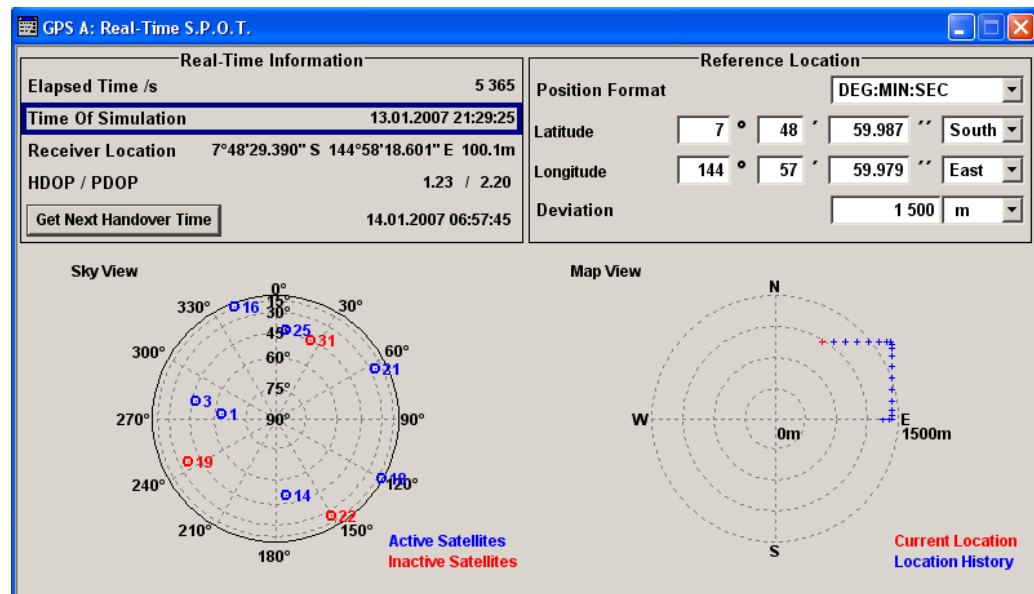 GPS A: Real-Time S.P.O.T.
Real-Time Information
Elapsed Time /s 5 365
Time Of Simulation 13.01.2007 21:29:25
Receiver Location 7°48'29.390" S 144°58'18.601" E 100.1m
HDOP / PDOP 1.23 / 2.20
Get Next Handover Time 14.01.2007 06:57:45
Reference Location
Position Format DEG:MIN:SEC
Latitude 7 ° 48 ′ 59.987 ′′ South
Longitude 144 ° 57 ′ 59.979 ′′ East
Deviation 1 500 m
Sky View
0°
15°
30°
45°
60°
75°
90°
30°
60°
90°
120°
150°
180°
210°
240°
270°
300°
330°
16
25
31
21
3
1
19
18
14
22
Active Satellites
Inactive Satellites
Map View
N
W
E
S
0m
1500m
Current Location
Location History